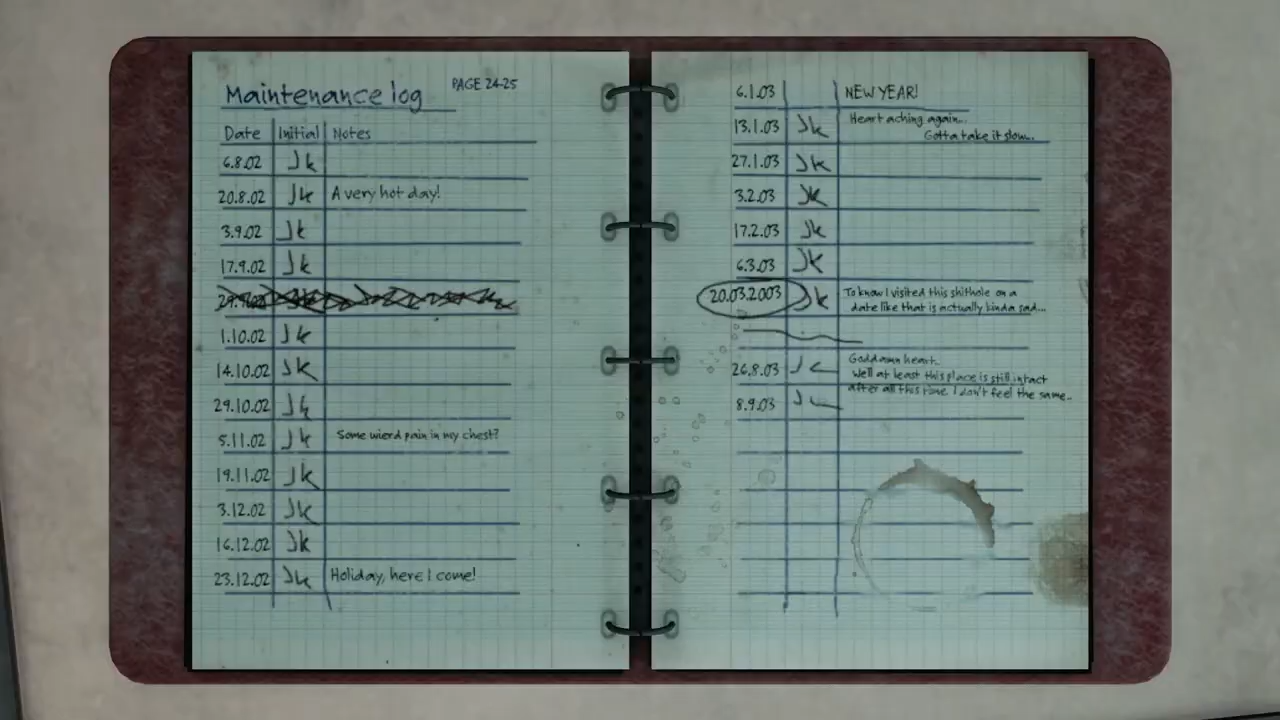 Maintenance log PAGE 24-25
Date Initial Notes
6.8.02 Jk
20.8.02 Jk A very hot day!
3.9.02 Jk
17.9.02 Jk
1.10.02 Jk
14.10.02 Jk
29.10.02 Jk
5.11.02 Jk Some wierd pain in my chest?
19.11.02 Jk
3.12.02 Jk
16.12.02 Jk
23.12.02 Jk Holiday, here I come!
6.1.03 NEW YEAR!
13.1.03 Jk Heart aching again...
Gotta take it slow...
27.1.03 Jk
3.2.03 Jk
17.2.03 Jk
6.3.03 Jk
20.03.2003 Jk To know I visited this shithole on a
date like that is actually kinda sad...
26.8.03 Goddamn heart...
Well at least this place is still intact
after all this time. I don't feel the same..
8.9.03